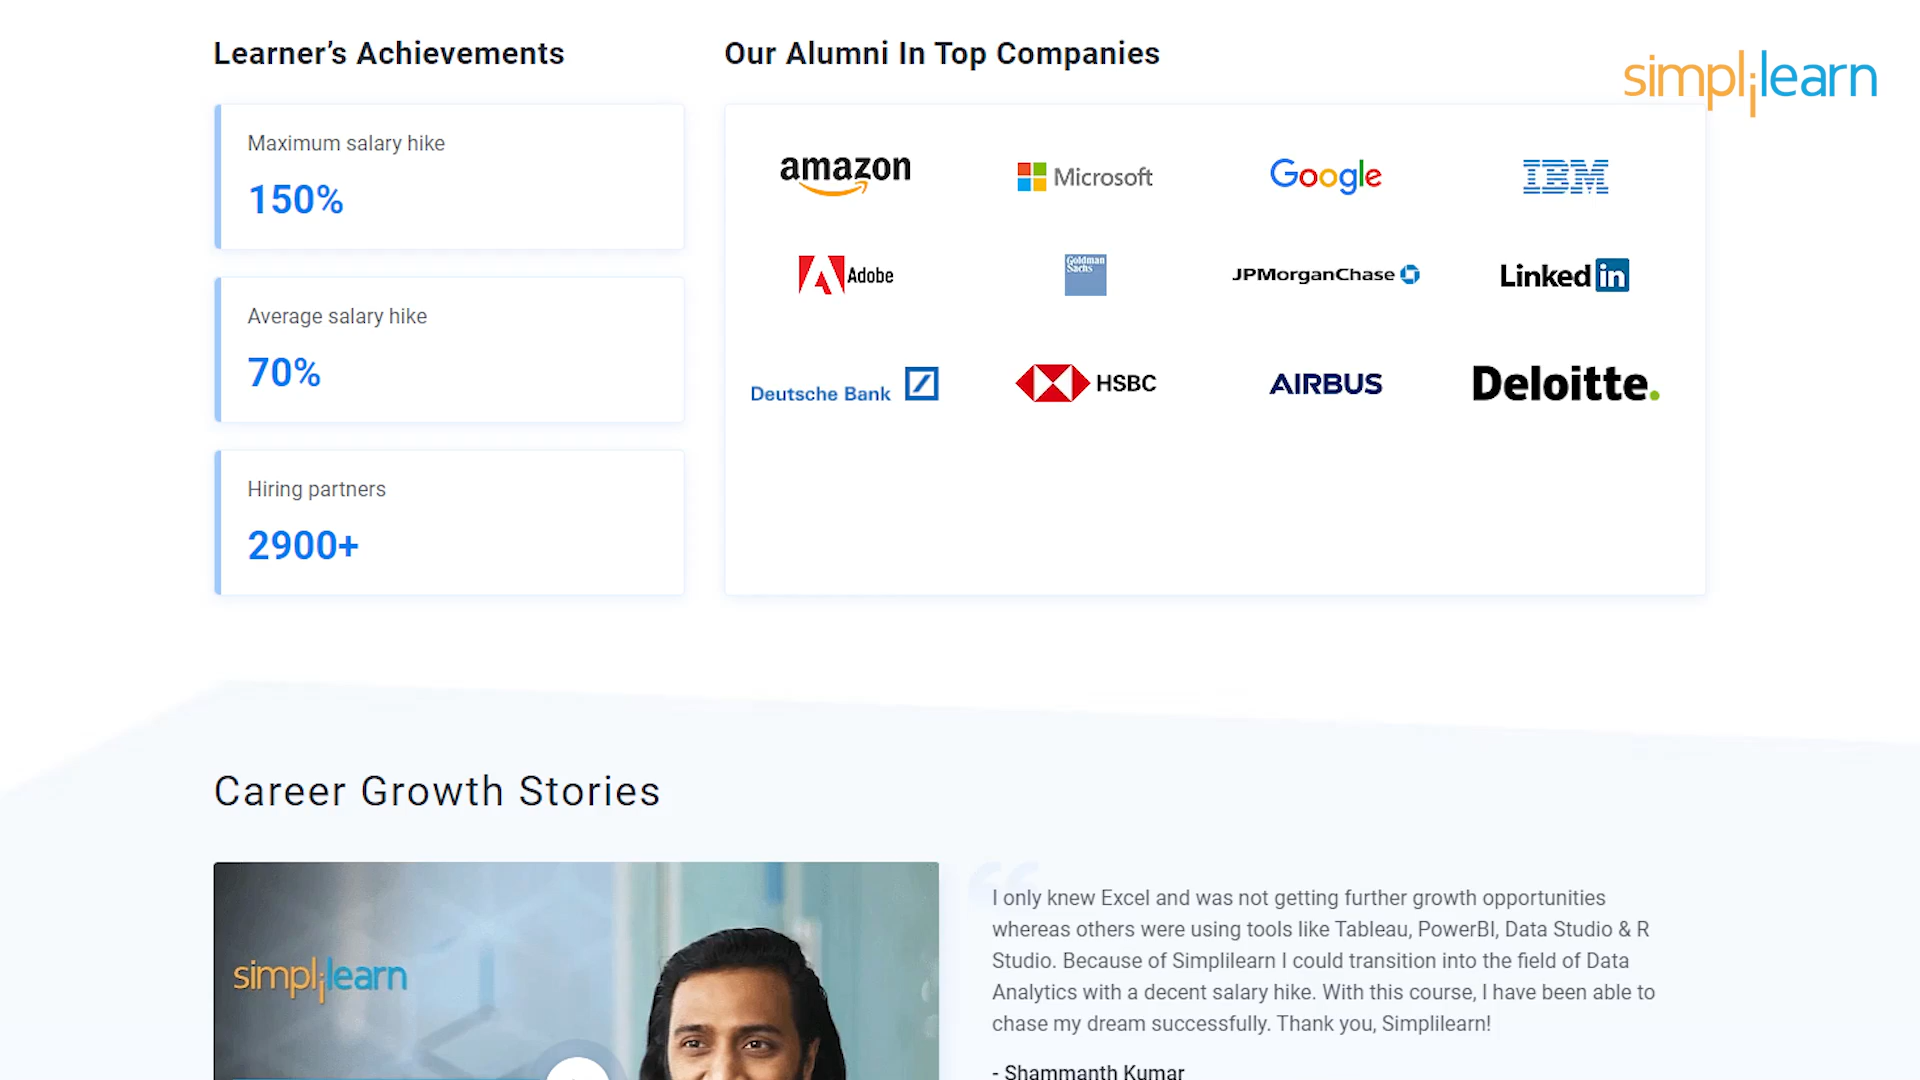 Learner’s Achievements
Our Alumni In Top Companies
simplilearn
Maximum salary hike
150%
Average salary hike
70%
Hiring partners
2900+
amazon
Microsoft
Google
IBM
Adobe
Goldman
Sachs
JPMorganChase
Linked in
Deutsche Bank
HSBC
AIRBUS
Deloitte.
Career Growth Stories
simplilearn
“
I only knew Excel and was not getting further growth opportunities
whereas others were using tools like Tableau, PowerBI, Data Studio & R
Studio. Because of Simplilearn I could transition into the field of Data
Analytics with a decent salary hike. With this course, I have been able to
chase my dream successfully. Thank you, Simplilearn!
- Shammanth Kumar